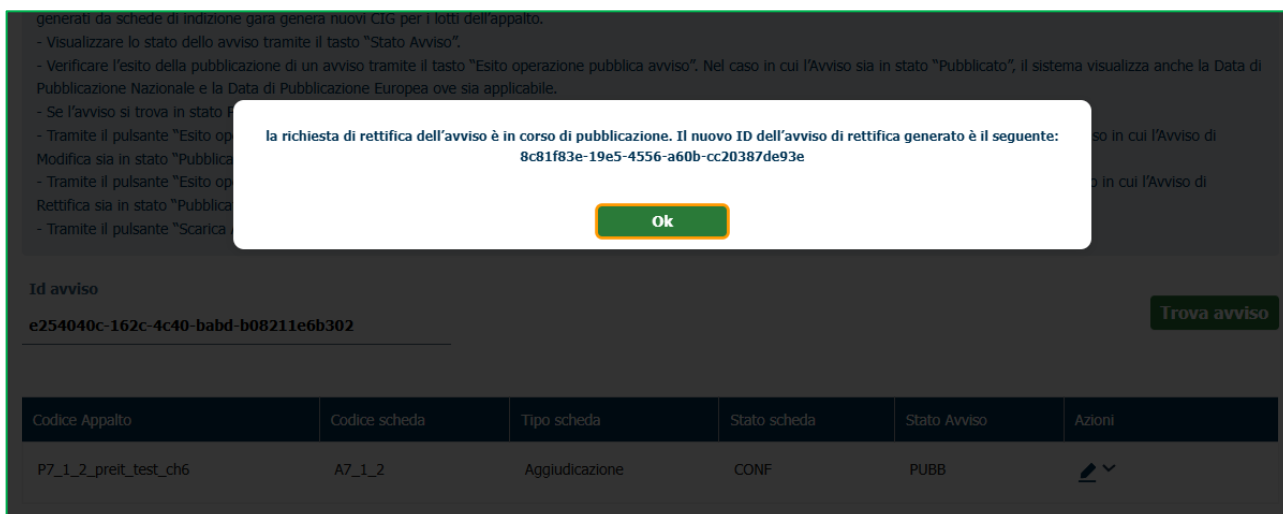 generati da schede di indizione gara genera nuovi CIG per i lotti dell'appalto.
- Visualizzare lo stato dello avviso tramite il tasto "Stato Avviso".
- Verificare l'esito della pubblicazione di un avviso tramite il tasto "Esito operazione pubblica avviso". Nel caso in cui l'Avviso sia in stato "Pubblicato", il sistema visualizza anche la Data di
Pubblicazione Nazionale e la Data di Pubblicazione Europea ove sia applicabile.
- Se l'avviso si trova in stato
- Tramite il pulsante "Esito so in cui l'Avviso di
Modifica sia in stato
- Tramite il pulsante "Esito in cui l'Avviso di
Rettifica sia in stato
- Tramite il pulsante "Scarica
la richiesta di rettifica dell'avviso è in corso di pubblicazione. Il nuovo ID dell'avviso di rettifica generato è il seguente:
8c81f83e-19e5-4556-a60b-cc20387de93e
Ok
Id avviso
e254040c-162c-4c40-babd-b08211e6b302
Trova avviso
Codice Appalto Codice scheda Tipo scheda Stato scheda Stato Avviso Azioni
P7_1_2_preit_test_ch6 A7_1_2 Aggiudicazione CONF PUBB